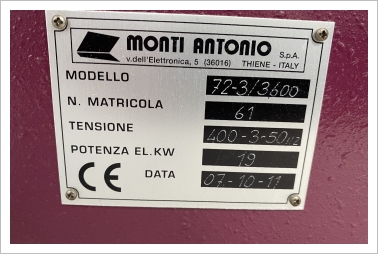 MONTI ANTONIO S.p.A.
v.dell'Elettronica, 5 (36016) THIENE - ITALY
MODELLO 72-3/3600
N. MATRICOLA 61
TENSIONE 400-3-50Hz
POTENZA EL.KW 19
CE DATA 07-10-11